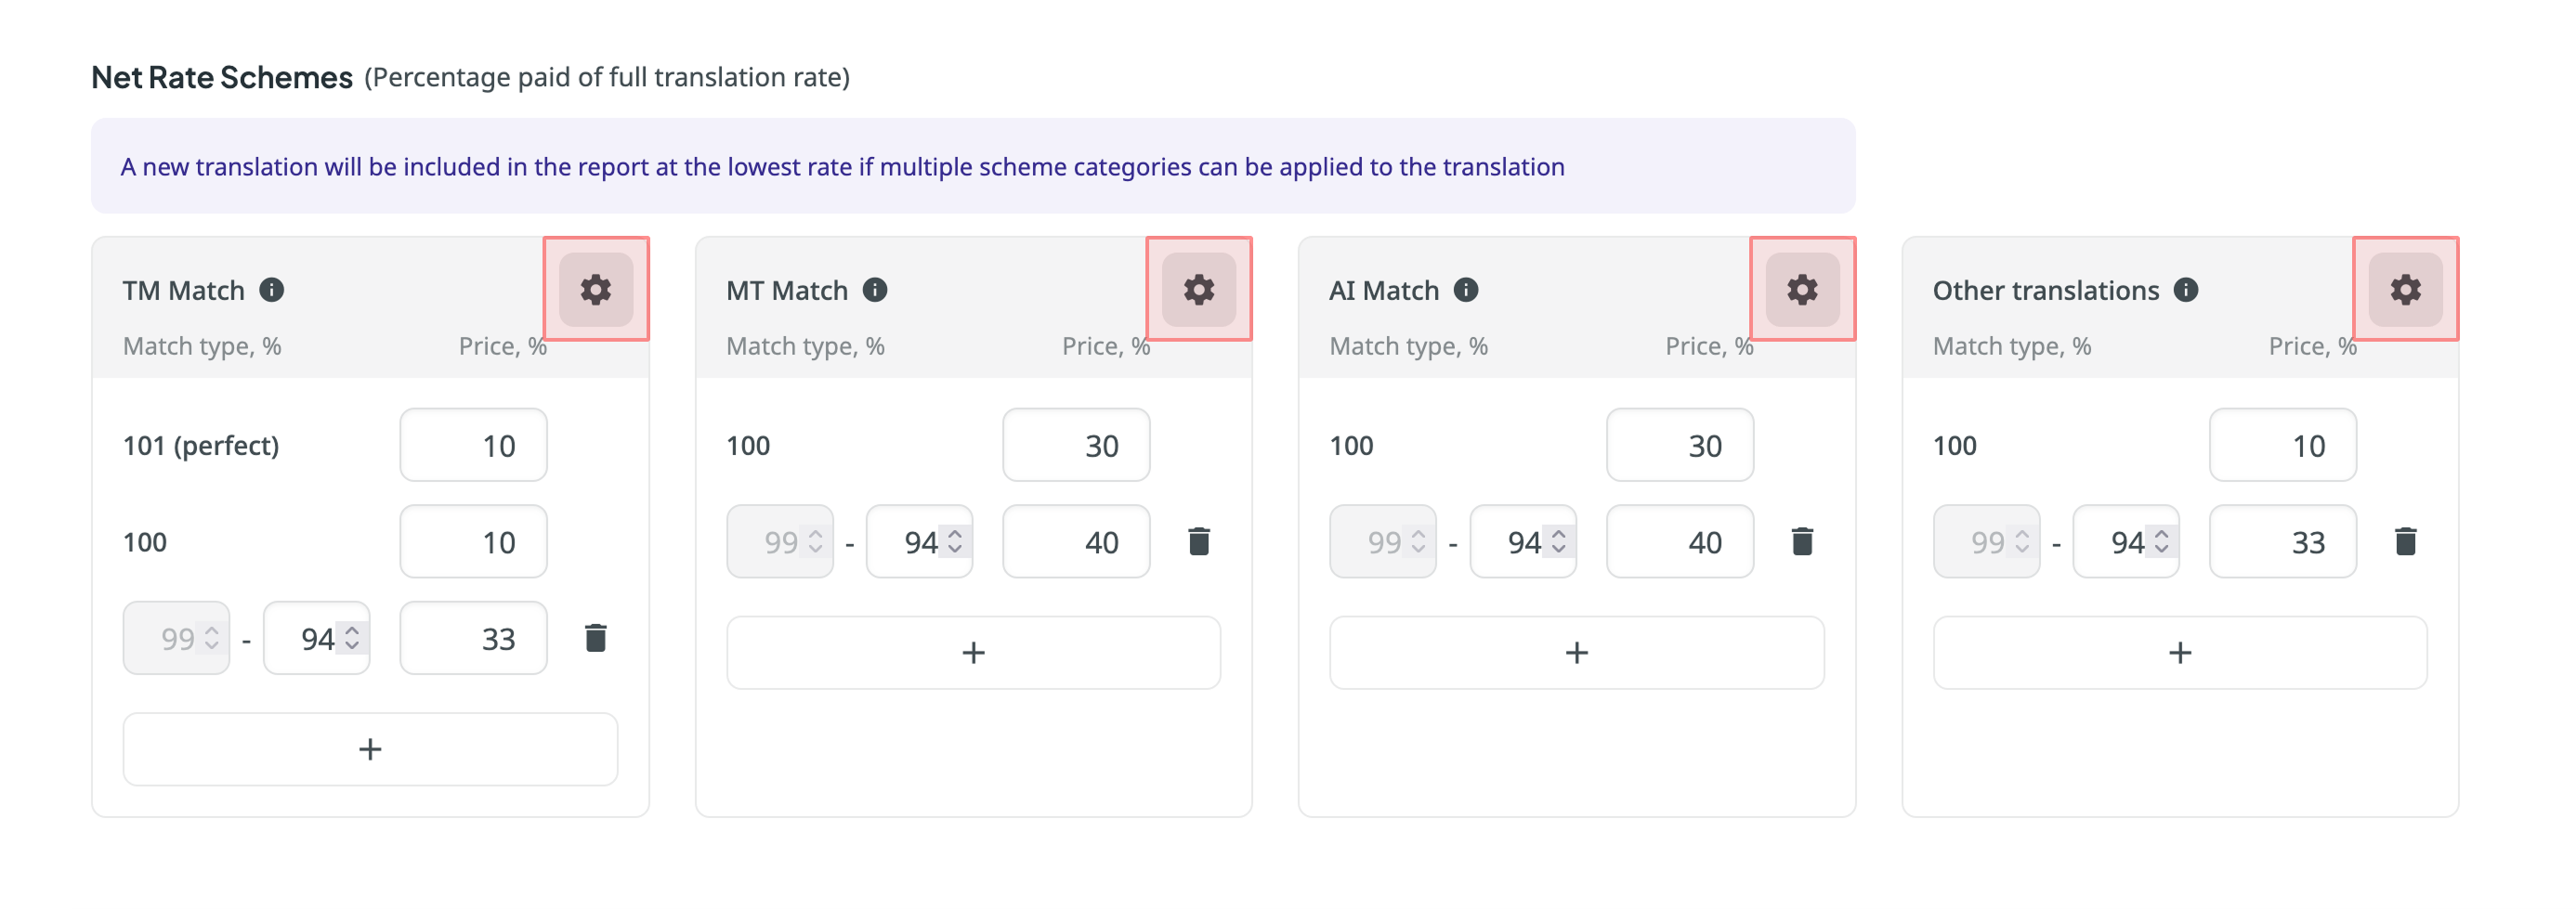 Net Rate Schemes (Percentage paid of full translation rate)
A new translation will be included in the report at the lowest rate if multiple scheme categories can be applied to the translation
TM Match
Match type, % Price, %
101 (perfect) 10
100 10
99 - 94 33
+
MT Match
Match type, % Price, %
100 30
99 - 94 40
+
AI Match
Match type, % Price, %
100 30
99 - 94 40
+
Other translations
Match type, % Price, %
100 10
99 - 94 33
+